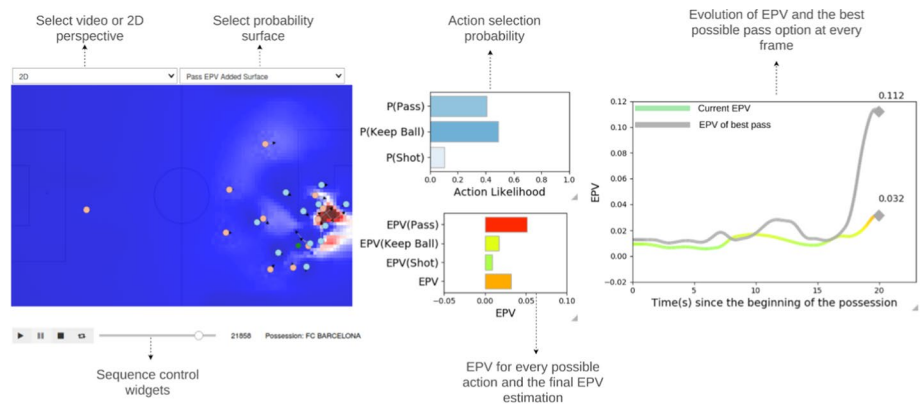 Select video or 2D
perspective
Select probability
surface
Action selection
probability
Evolution of EPV and the best
possible pass option at every
frame
2D
Pass EPV Added Surface
P(Pass)
P(Keep Ball)
P(Shot)
0.0 0.2 0.4 0.6 0.8 1.0
Action Likelihood
EPV(Pass)
EPV(Keep Ball)
EPV(Shot)
EPV
−0.05 0.00 0.05 0.10
EPV
0.112
0.12
Current EPV
EPV of best pass
0.10
0.08
0.06
EPV
0.04
0.032
0.02
0.00
−0.02
0 5 10 15 20
Time(s) since the beginning of the possession
21858 Possession: FC BARCELONA
Sequence control
widgets
EPV for every possible
action and the final EPV
estimation